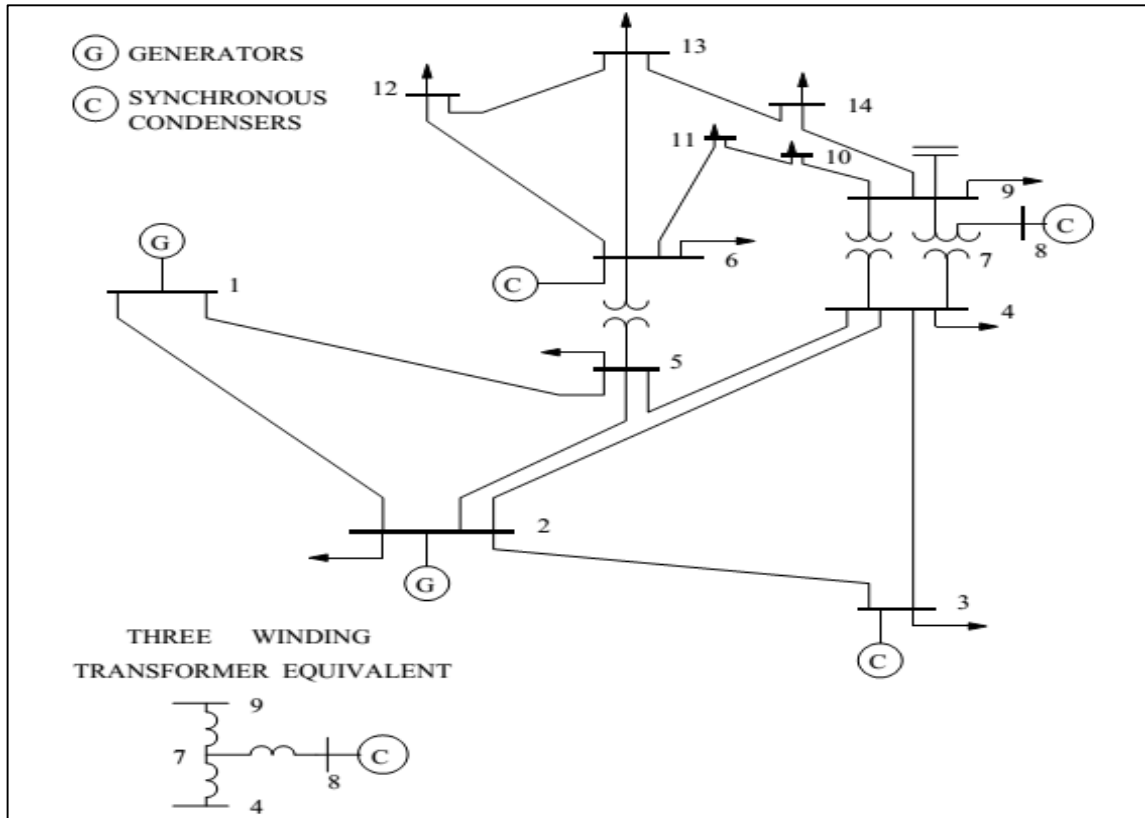 G GENERATORS
C SYNCHRONOUS
CONDENSERS
13
12
14
11
10
9
C
8
7
6
C
G
1
4
5
2
G
3
C
THREE WINDING
TRANSFORMER EQUIVALENT
9
7
C
8
4